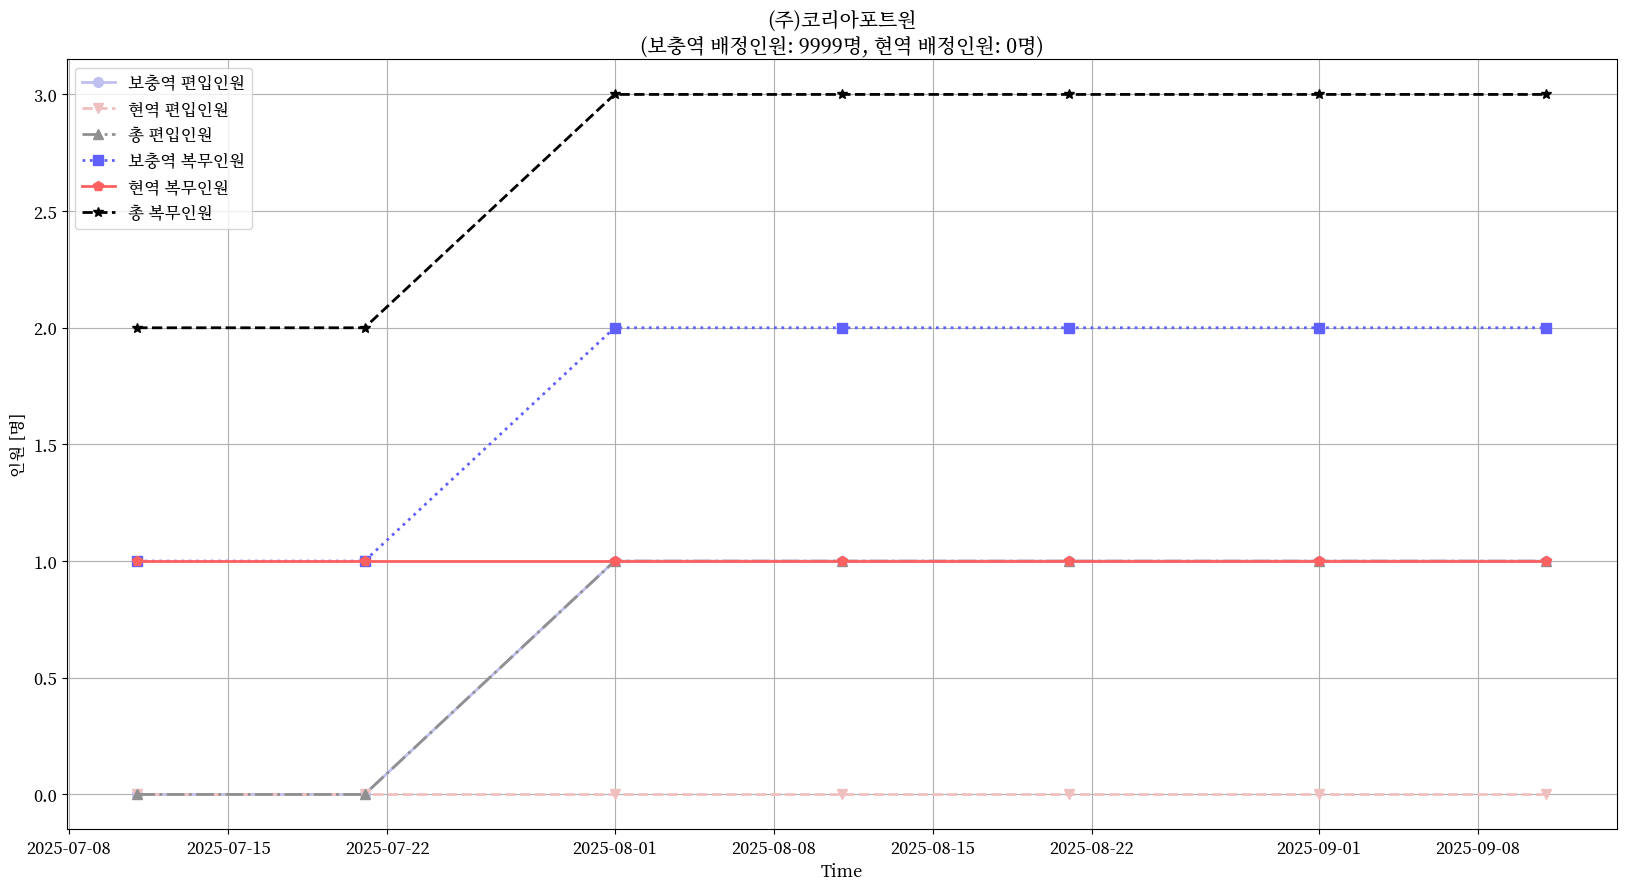 (주)코리아포트원
(보충역 배정인원: 9999명, 현역 배정인원: 0명)
보충역 편입인원
현역 편입인원
총 편입인원
보충역 복무인원
현역 복무인원
총 복무인원
3.0
2.5
2.0
1.5
1.0
0.5
0.0
인원 [명]
2025-07-08 2025-07-15 2025-07-22 2025-08-01 2025-08-08 2025-08-15 2025-08-22 2025-09-01 2025-09-08
Time